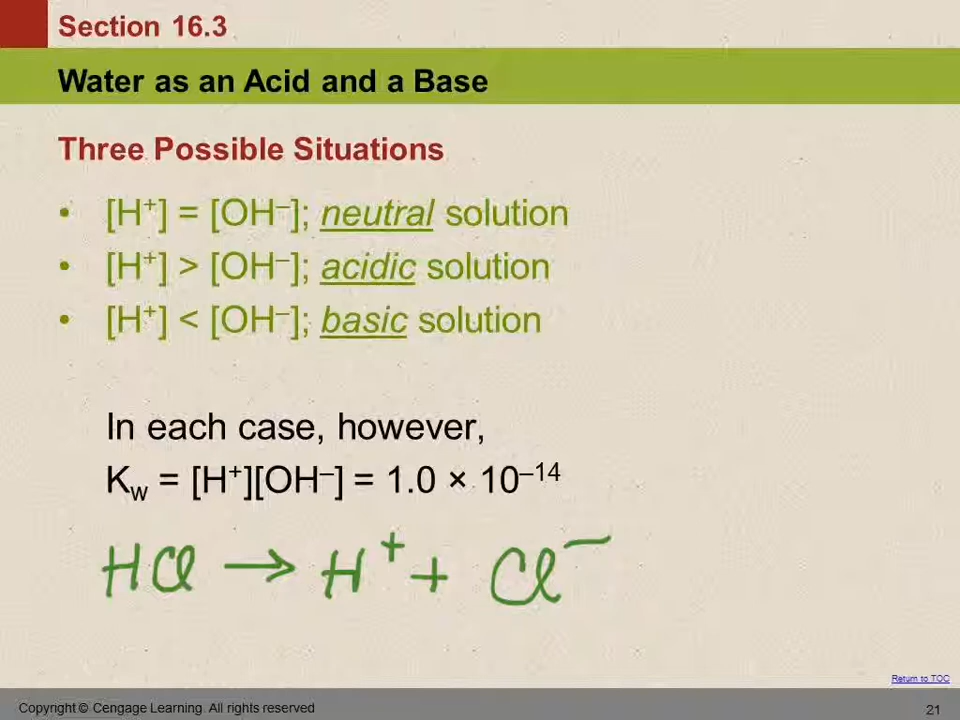 Section 16.3
Water as an Acid and a Base
Three Possible Situations
• [H⁺] = [OH⁻]; neutral solution
• [H⁺] > [OH⁻]; acidic solution
• [H⁺] < [OH⁻]; basic solution
In each case, however,
K_w = [H⁺][OH⁻] = 1.0 × 10⁻¹⁴
HCl → H⁺ + Cl⁻
Return to TOC
Copyright © Cengage Learning. All rights reserved
21